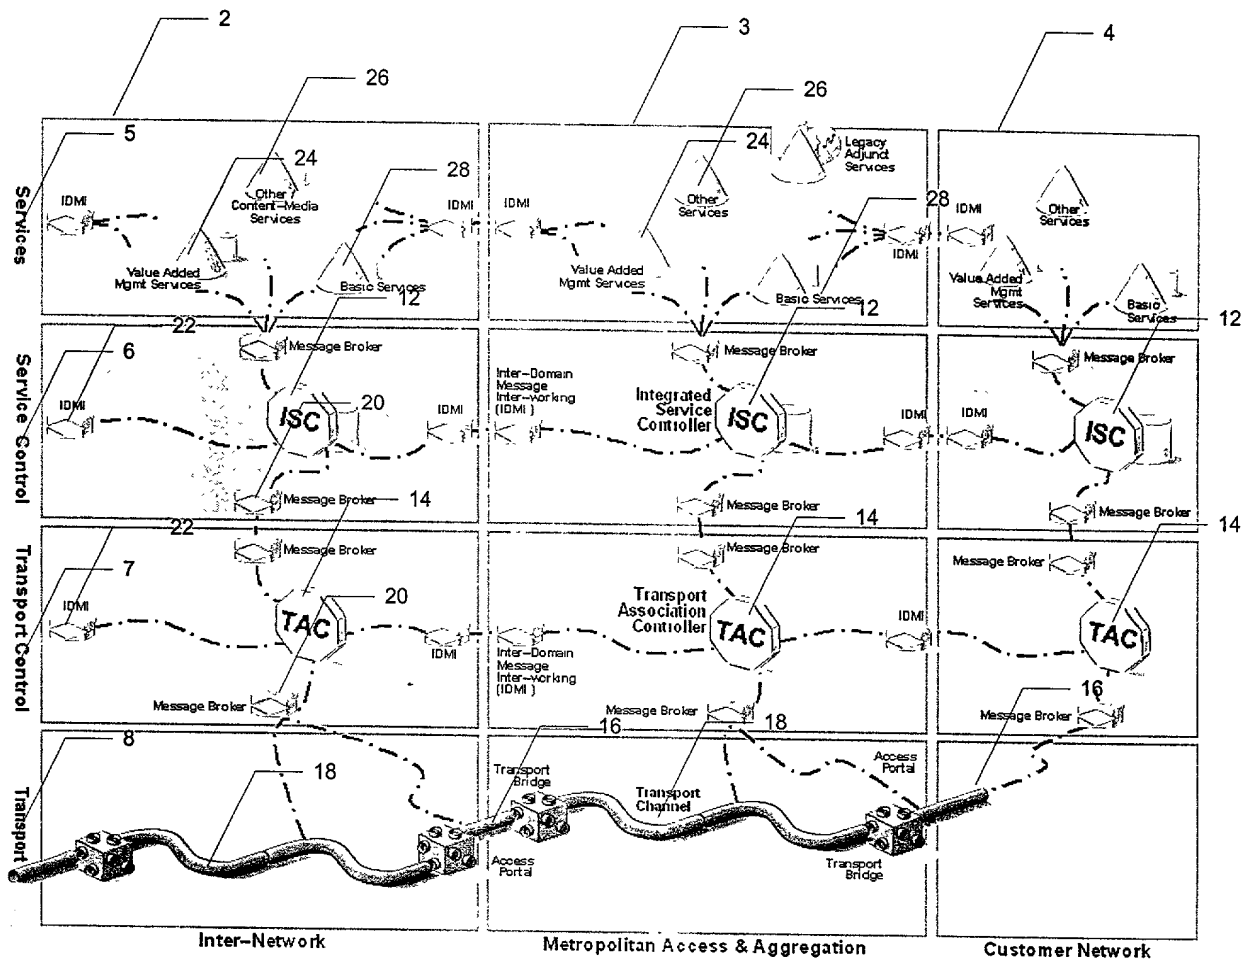 2
3
4
26
26
5
24
24
Legacy
Adjunct
Services
Services
IDMI
Other
Content-Media
Services
28
IDMI
IDMI
Other
Services
28
IDMI
IDMI
Other
Services
Value Added
Mgmt Services
Basic Services
Value Added
Mgmt Services
Basic Services
Value Added
Mgmt
Services
Basic
Services
12
12
12
22
6
Message Broker
Message Broker
Message Broker
Service Control
IDMI
ISC
20
IDMI
Inter-Domain
Message
Inter-working
(IDMI )
Integrated
Service
Controller
ISC
IDMI
IDMI
ISC
Message Broker
14
Message Broker
Message Broker
22
14
14
7
Message Broker
Message Broker
Message Broker
Transport Control
IDMI
TAC
20
IDMI
Inter-Domain
Message
Inter-working
(IDMI )
Transport
Association
Controller
TAC
IDMI
TAC
Message Broker
Message Broker
16
Message Broker
8
16
18
Transport
18
Transport
Bridge
Transport
Channel
Access
Portal
Access
Portal
Transport
Bridge
Inter-Network
Metropolitan Access & Aggregation
Customer Network